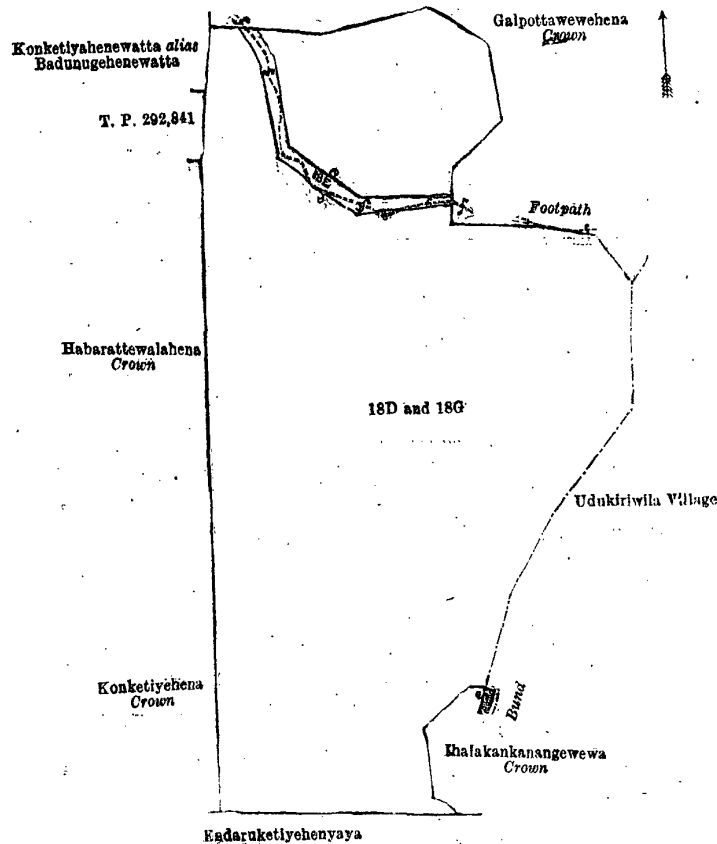 Galpottawewehena
Crown
Konketiyahenewatta alias
Badunugehenewatta
T. P. 292,841
Footpath
Habarattewalahena
Crown
18D and 18G
Udukiriwila Village
Konketiyehena
Crown
Bund
Ihalakankanangewewa
Crown
Kadaruketiyehenyaya